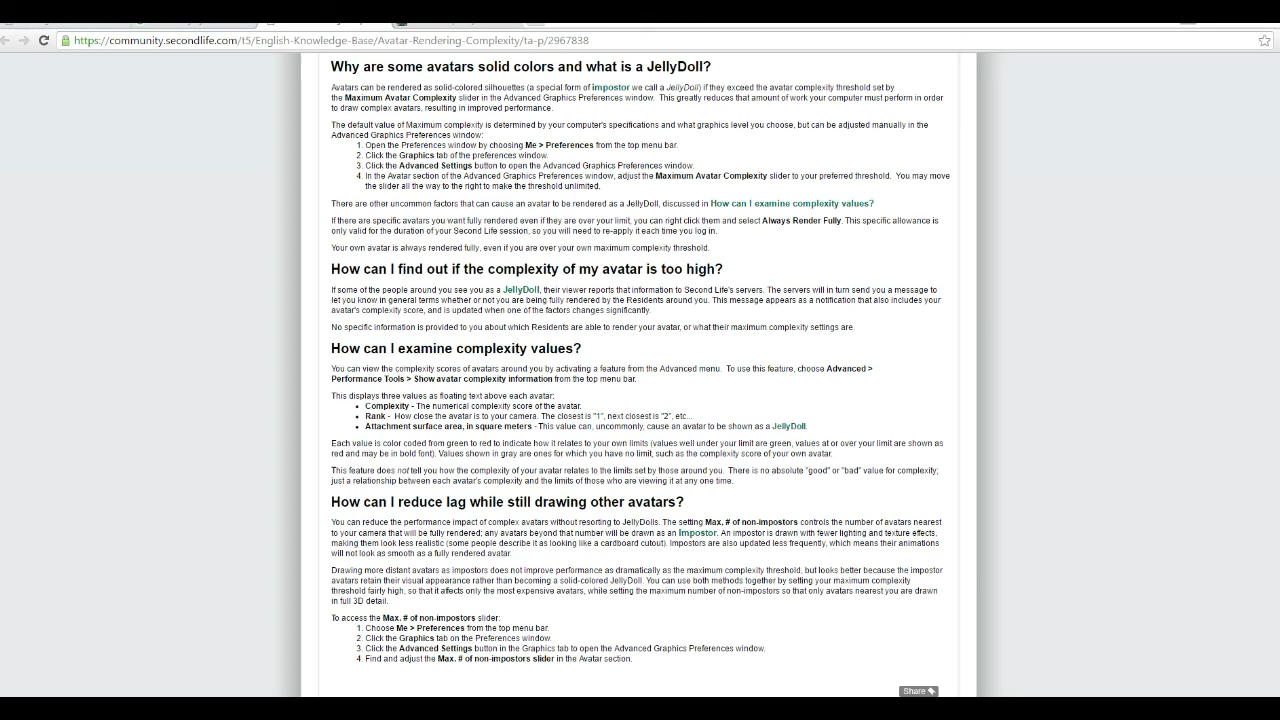 https://community.secondlife.com/t5/English-Knowledge-Base/Avatar-Rendering-Complexity/ta-p/2967838
Why are some avatars solid colors and what is a JellyDoll?
Avatars can be rendered as solid-colored silhouettes (a special form of impostor we call a JellyDoll) if they exceed the avatar complexity threshold set by
the Maximum Avatar Complexity slider in the Advanced Graphics Preferences window.  This greatly reduces that amount of work your computer must perform in order
to draw complex avatars, resulting in improved performance.
The default value of Maximum complexity is determined by your computer's specifications and what graphics level you choose, but can be adjusted manually in the
Advanced Graphics Preferences window:
1. Open the Preferences window by choosing Me > Preferences from the top menu bar.
2. Click the Graphics tab of the preferences window.
3. Click the Advanced Settings button to open the Advanced Graphics Preferences window.
4. In the Avatar section of the Advanced Graphics Preferences window, adjust the Maximum Avatar Complexity slider to your preferred threshold.  You may move
the slider all the way to the right to make the threshold unlimited.
There are other uncommon factors that can cause an avatar to be rendered as a JellyDoll, discussed in How can I examine complexity values?
If there are specific avatars you want fully rendered even if they are over your limit, you can right click them and select Always Render Fully. This specific allowance is
only valid for the duration of your Second Life session, so you will need to re-apply it each time you log in.
Your own avatar is always rendered fully, even if you are over your own maximum complexity threshold.
How can I find out if the complexity of my avatar is too high?
If some of the people around you see you as a JellyDoll, their viewer reports that information to Second Life's servers. The servers will in turn send you a message to
let you know in general terms whether or not you are being fully rendered by the Residents around you. This message appears as a notification that also includes your
avatar's complexity score, and is updated when one of the factors changes significantly.
No specific information is provided to you about which Residents are able to render your avatar, or what their maximum complexity settings are.
How can I examine complexity values?
You can view the complexity scores of avatars around you by activating a feature from the Advanced menu.  To use this feature, choose Advanced >
Performance Tools > Show avatar complexity information from the top menu bar.
This displays three values as floating text above each avatar:
• Complexity - The numerical complexity score of the avatar.
• Rank -  How close the avatar is to your camera. The closest is "1", next closest is "2", etc...
• Attachment surface area, in square meters - This value can, uncommonly, cause an avatar to be shown as a JellyDoll.
Each value is color coded from green to red to indicate how it relates to your own limits (values well under your limit are green, values at or over your limit are shown as
red and may be in bold font). Values shown in gray are ones for which you have no limit, such as the complexity score of your own avatar.
This feature does not tell you how the complexity of your avatar relates to the limits set by those around you.  There is no absolute "good" or "bad" value for complexity;
just a relationship between each avatar's complexity and the limits of those who are viewing it at any one time.
How can I reduce lag while still drawing other avatars?
You can reduce the performance impact of complex avatars without resorting to JellyDolls. The setting Max. # of non-impostors controls the number of avatars nearest
to your camera that will be fully rendered; any avatars beyond that number will be drawn as an Impostor. An impostor is drawn with fewer lighting and texture effects,
making them look less realistic (some people describe it as looking like a cardboard cutout). Impostors are also updated less frequently, which means their animations
will not look as smooth as a fully rendered avatar.
Drawing more distant avatars as impostors does not improve performance as dramatically as the maximum complexity threshold, but looks better because the impostor
avatars retain their visual appearance rather than becoming a solid-colored JellyDoll. You can use both methods together by setting your maximum complexity
threshold fairly high, so that it affects only the most expensive avatars, while setting the maximum number of non-impostors so that only avatars nearest you are drawn
in full 3D detail.
To access the Max. # of non-impostors slider:
1. Choose Me > Preferences from the top menu bar.
2. Click the Graphics tab on the Preferences window.
3. Click the Advanced Settings button in the Graphics tab to open the Advanced Graphics Preferences window.
4. Find and adjust the Max. # of non-impostors slider in the Avatar section.
Share